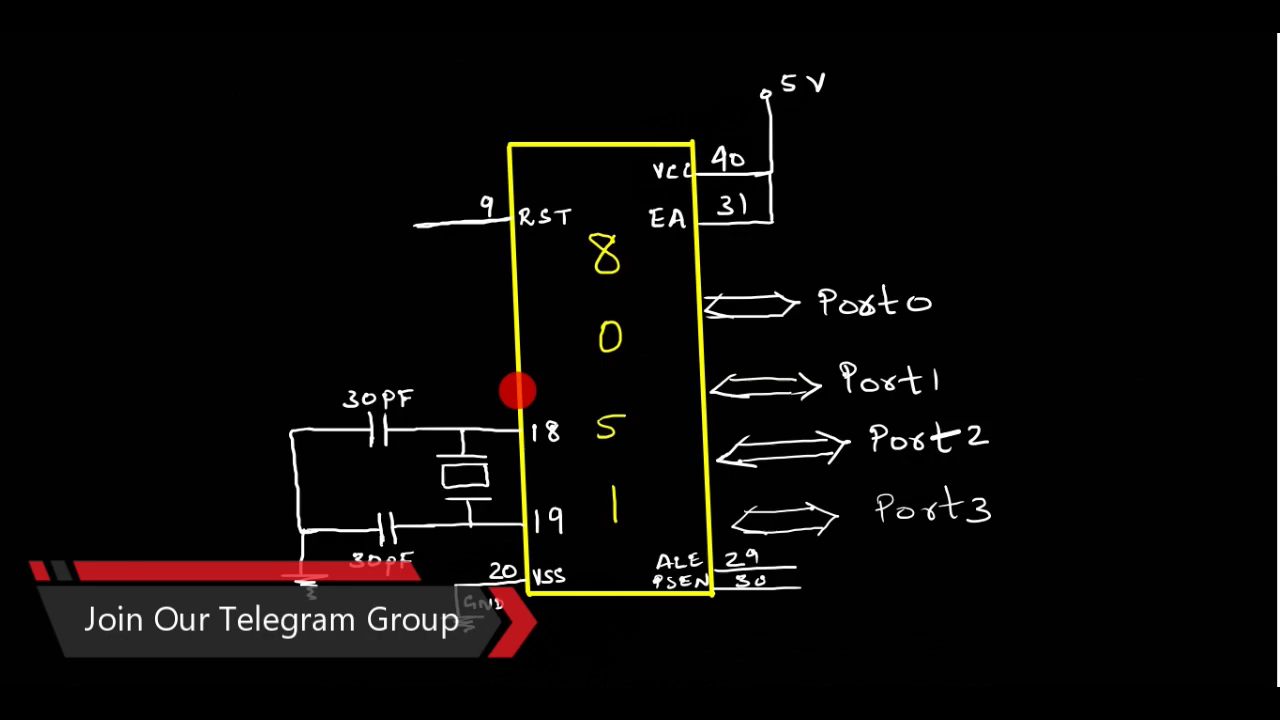 5V
VCC 40
9 RST EA 31
8
Port0
0
Port1
30PF
18 5 Port2
19 1 Port3
30PF
20 VSS ALE 29
PSEN 30
GND
Join Our Telegram Group